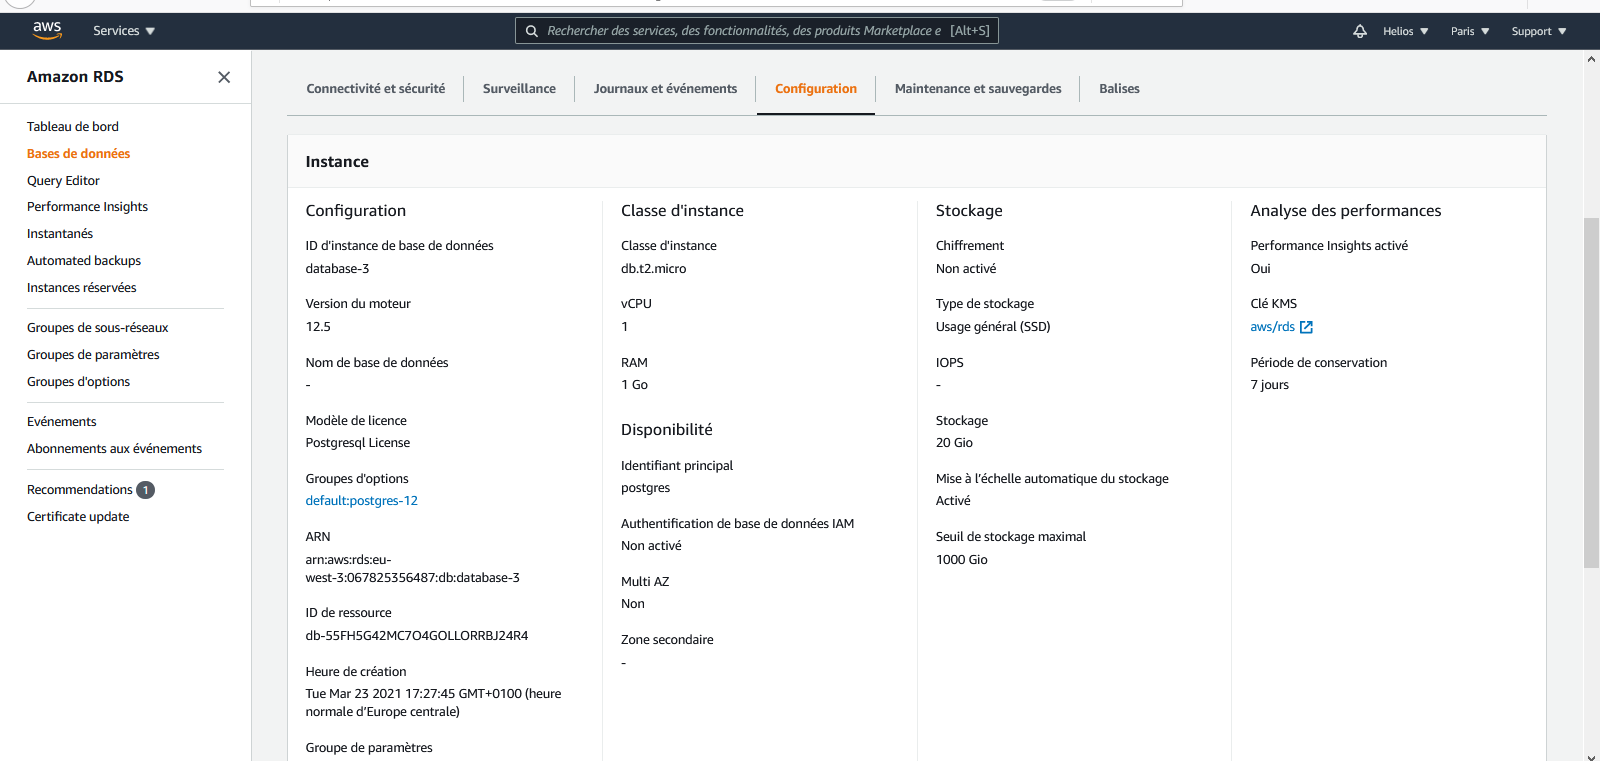 aws
Services
Rechercher des services, des fonctionnalités, des produits Marketplace e [Alt+S]
Helios
Paris
Support
Amazon RDS
Tableau de bord
Bases de données
Query Editor
Performance Insights
Instantanés
Automated backups
Instances réservées
Groupes de sous-réseaux
Groupes de paramètres
Groupes d'options
Evénements
Abonnements aux événements
Recommendations 1
Certificate update
Connectivité et sécurité
Surveillance
Journaux et événements
Configuration
Maintenance et sauvegardes
Balises
Instance
Configuration
ID d'instance de base de données
database-3
Version du moteur
12.5
Nom de base de données
-
Modèle de licence
Postgresql License
Groupes d'options
default:postgres-12
ARN
arn:aws:rds:eu-
west-3:067825356487:db:database-3
ID de ressource
db-55FH5G42MC7O4GOLLORRBJ24R4
Heure de création
Tue Mar 23 2021 17:27:45 GMT+0100 (heure
normale d'Europe centrale)
Groupe de paramètres
Classe d'instance
Classe d'instance
db.t2.micro
vCPU
1
RAM
1 Go
Disponibilité
Identifiant principal
postgres
Authentification de base de données IAM
Non activé
Multi AZ
Non
Zone secondaire
-
Stockage
Chiffrement
Non activé
Type de stockage
Usage général (SSD)
IOPS
-
Stockage
20 Gio
Mise à l'échelle automatique du stockage
Activé
Seuil de stockage maximal
1000 Gio
Analyse des performances
Performance Insights activé
Oui
Clé KMS
aws/rds
Période de conservation
7 jours